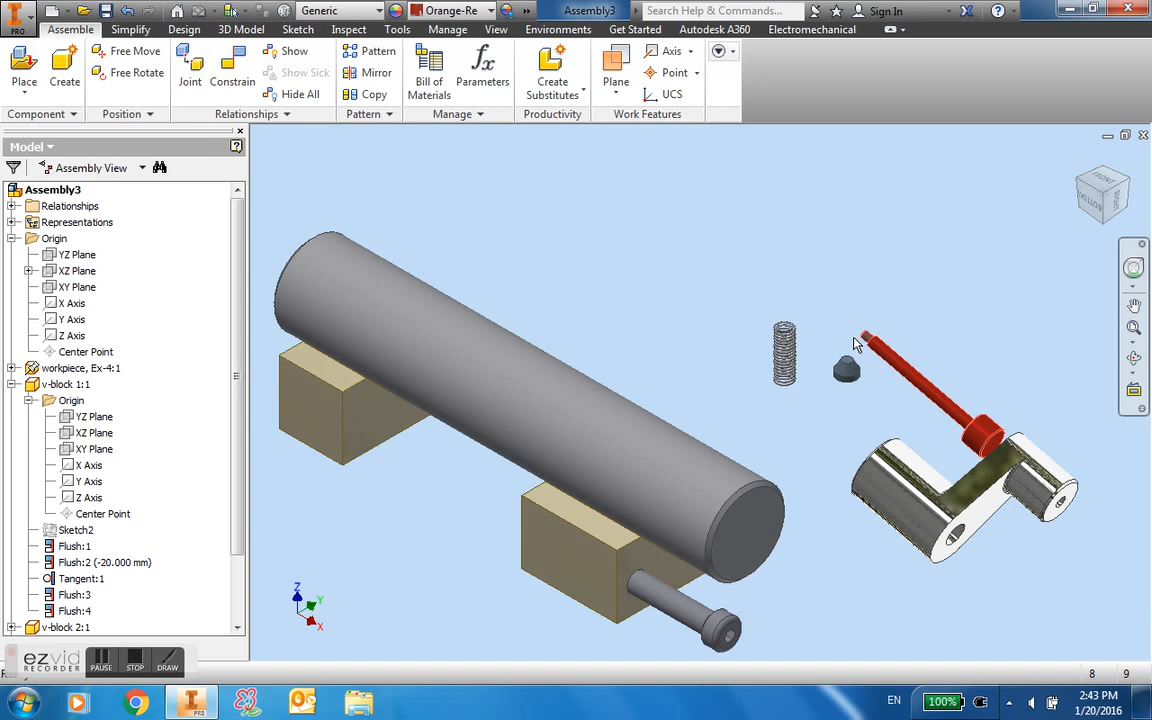 PRO
Generic
Orange-Re
Assembly3
Search Help & Commands...
Sign In
Assemble
Simplify
Design
3D Model
Sketch
Inspect
Tools
Manage
View
Environments
Get Started
Autodesk A360
Electromechanical
Place
Create
Free Move
Free Rotate
Joint
Constrain
Show
Show Sick
Hide All
Pattern
Mirror
Copy
Bill of
Materials
fx
Parameters
Create
Substitutes
Plane
Axis
Point
UCS
Component
Position
Relationships
Pattern
Manage
Productivity
Work Features
Model
Assembly View
Assembly3
Relationships
Representations
Origin
YZ Plane
XZ Plane
XY Plane
X Axis
Y Axis
Z Axis
Center Point
workpiece, Ex-4:1
v-block 1:1
Origin
YZ Plane
XZ Plane
XY Plane
X Axis
Y Axis
Z Axis
Center Point
Sketch2
Flush:1
Flush:2 (-20.000 mm)
Tangent:1
Flush:3
Flush:4
v-block 2:1
FRONT
RIGHT
BOTTOM
Z
Y
X
ezvid
RECORDER
PAUSE
STOP
DRAW
8
9
PRO
EN
100%
2:43 PM
1/20/2016